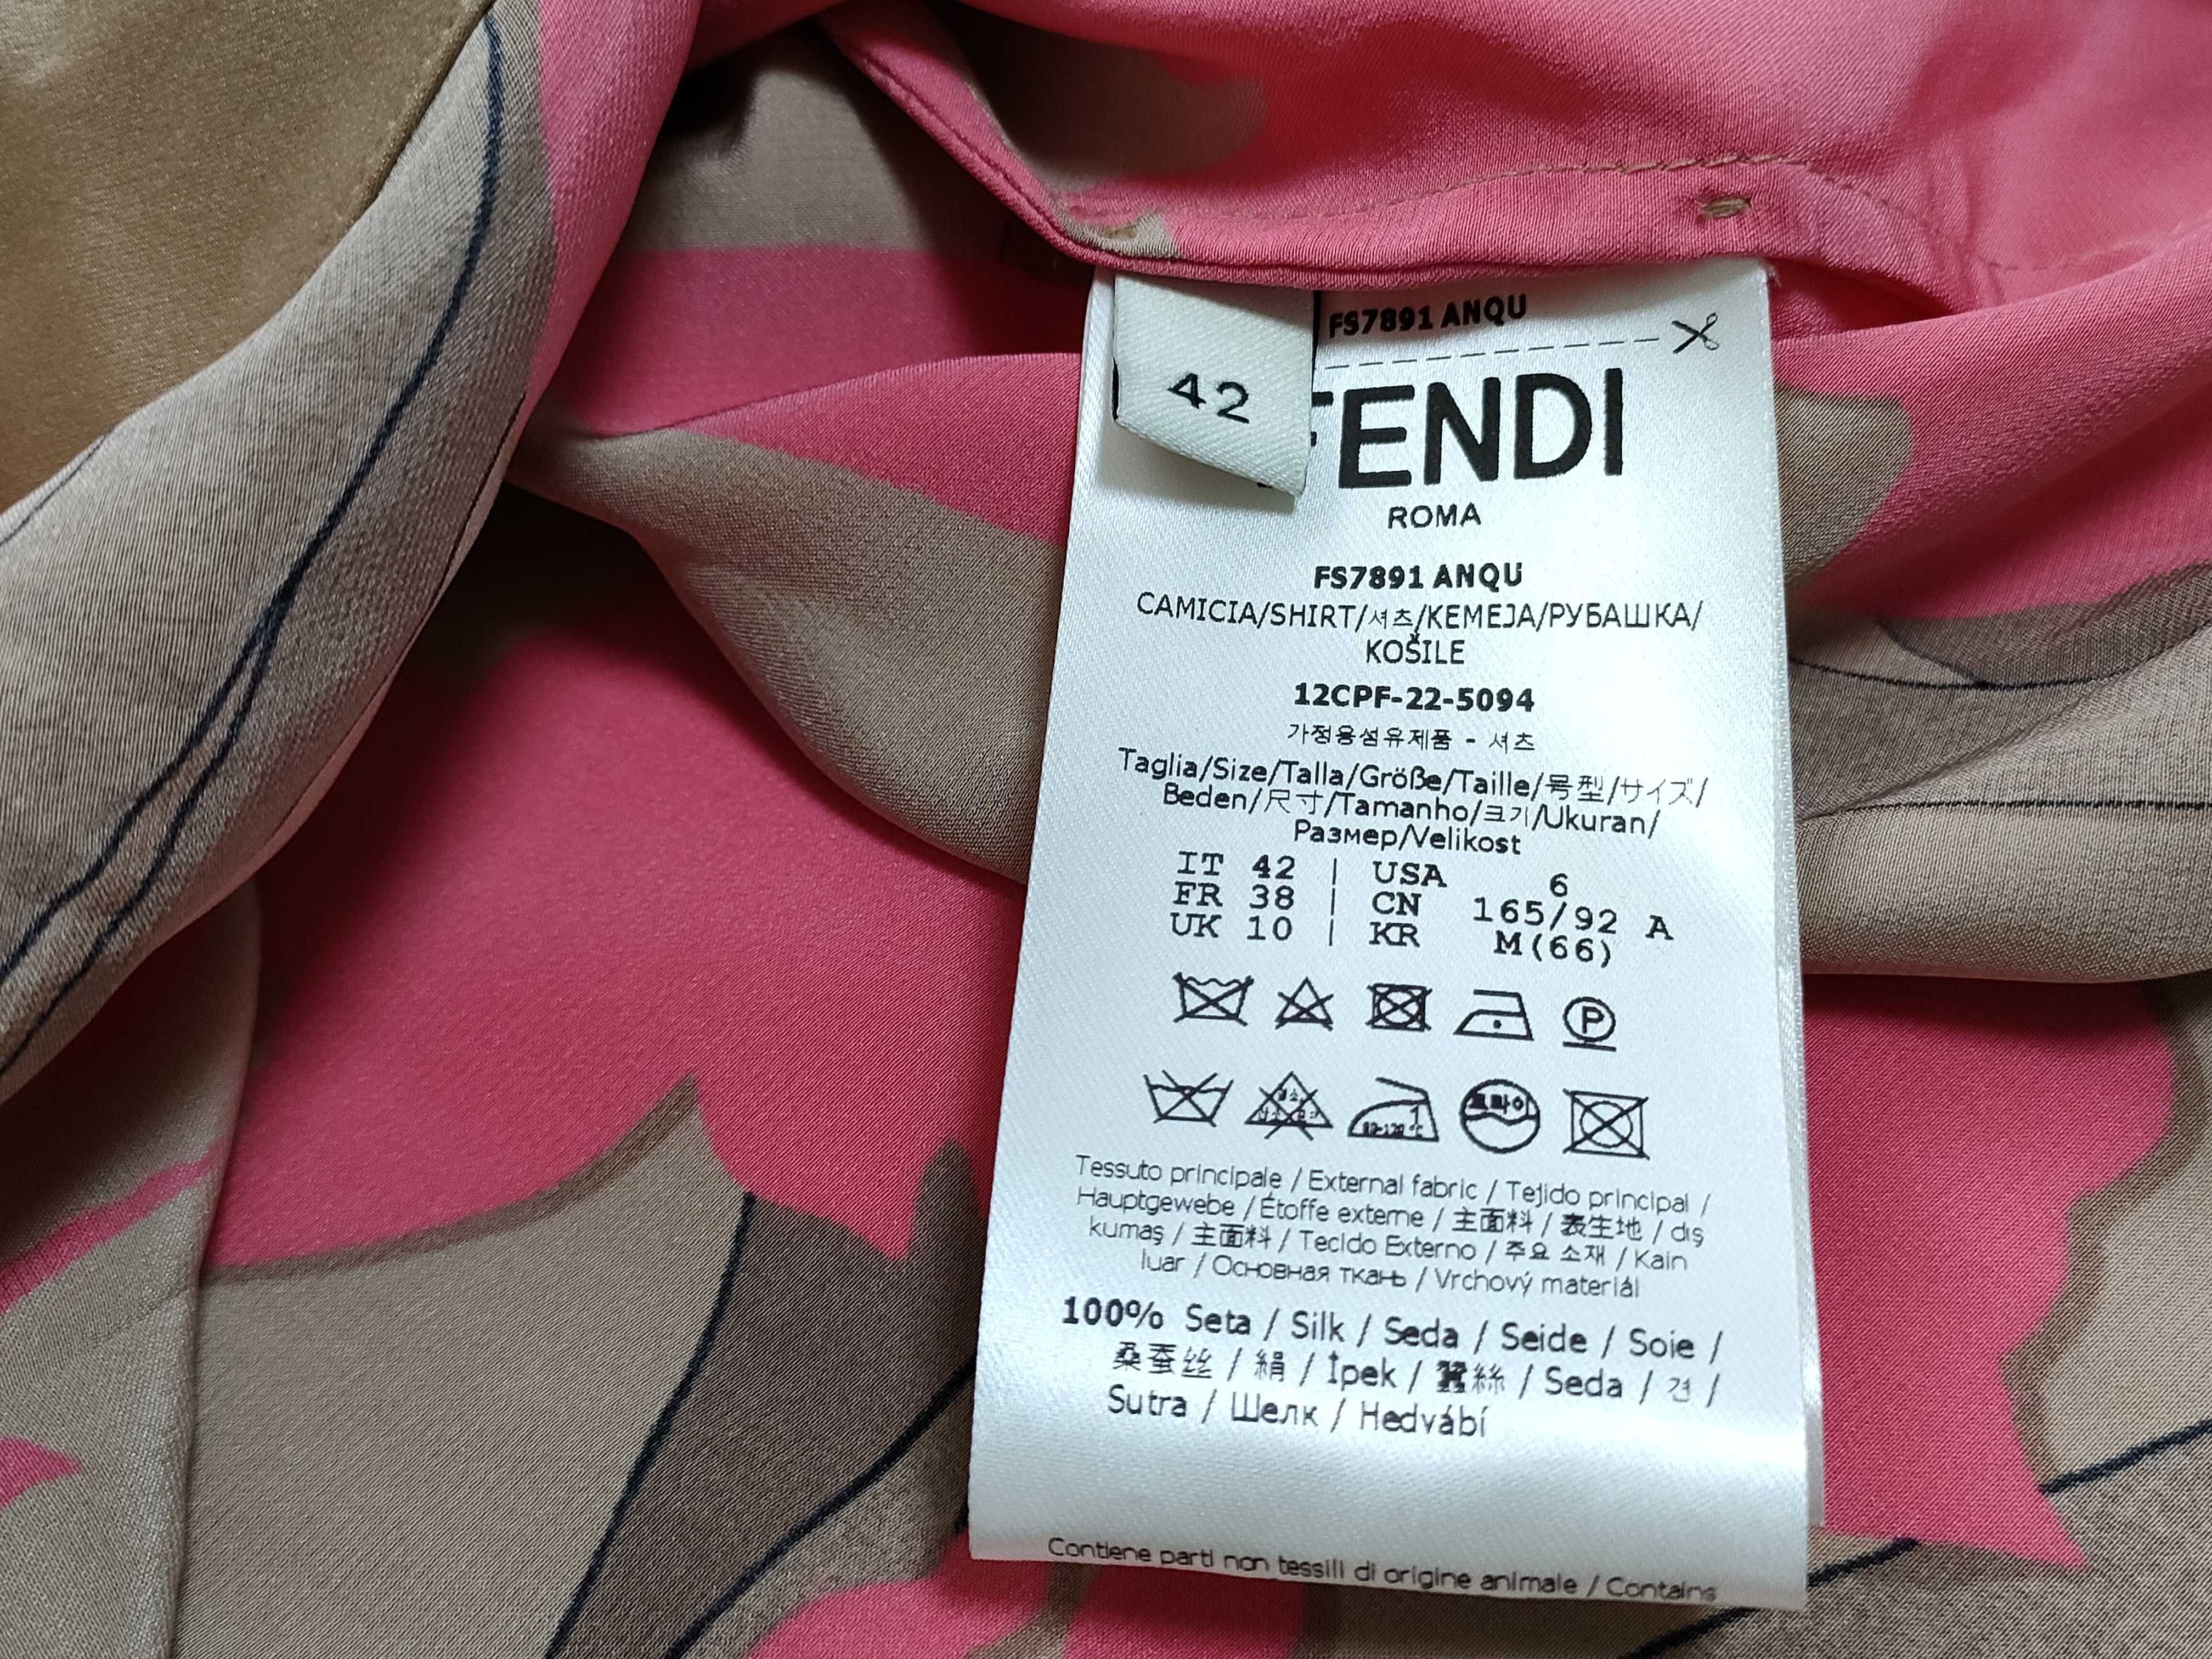 FS7891 ANQU
42
FENDI
ROMA
FS7891 ANQU
CAMICIA/SHIRT/셔츠/KEMEJA/РУБАШКА/
KOŠILE
12CPF-22-5094
가정용섬유제품 - 셔츠
Taglia/Size/Talla/Größe/Taille/号型/サイズ/
Beden/尺寸/Tamanho/크기/Ukuran/
Размер/Velikost
IT 42 | USA 6
FR 38 | CN 165/92 A
UK 10 | KR M(66)
P
드라이
Tessuto principale / External fabric / Tejido principal /
Hauptgewebe / Étoffe externe / 主面料 / 表生地 / dış
kumaş / 主面料 / Tecido Externo / 주요 소재 / Kain
luar / Основная ткань / Vrchový materiál
100% Seta / Silk / Seda / Seide / Soie /
桑蚕丝 / 絹 / İpek / 蠶絲 / Seda / 견 /
Sutra / Шелк / Hedvábí
Contiene parti non tessili di origine animale / Contains